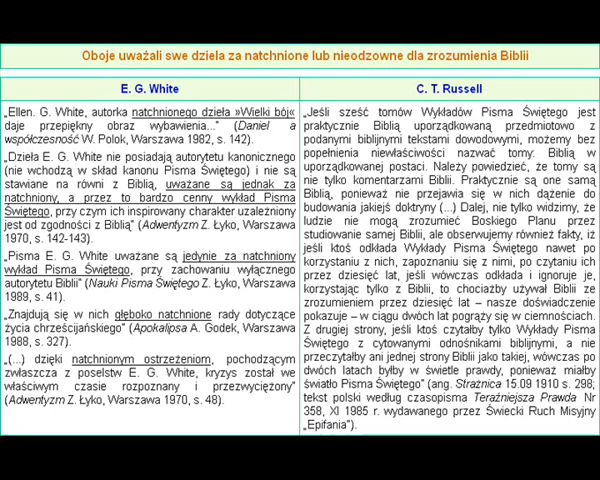 Oboje uważali swe dziela za natchnione lub nieodzowne dla zrozumienia Biblii
E. G. White
„Ellen. G. White, autorka natchnionego dzieła »Wielki bój«
daje przepiękny obraz wybawienia...” (Daniel a
współczesność W. Polok, Warszawa 1982, s. 142).
„Dzieła E. G. White nie posiadają autorytetu kanonicznego
(nie wchodzą w skład kanonu Pisma Świętego) i nie są
stawiane na równi z Biblią, uważane są jednak za
natchniony, a przez to bardzo cenny wykład Pisma
Świętego, przy czym ich inspirowany charakter uzależniony
jest od zgodności z Biblią” (Adwentyzm Z. Łyko, Warszawa
1970, s. 142-143).
„Pisma E. G. White uważane są jedynie za natchniony
wykład Pisma Świętego, przy zachowaniu wyłącznego
autorytetu Biblii” (Nauki Pisma Świętego Z. Łyko, Warszawa
1989, s. 41).
„Znajdują się w nich głęboko natchnione rady dotyczące
życia chrześcijańskiego” (Apokalipsa A. Godek, Warszawa
1988, s. 327).
„(...) dzięki natchnionym ostrzeżeniom, pochodzącym
zwłaszcza z poselstw E. G. White, kryzys został we
właściwym czasie rozpoznany i przezwyciężony”
(Adwentyzm Z. Łyko, Warszawa 1970, s. 48).
C. T. Russell
„Jeśli sześć tomów Wykładów Pisma Świętego jest
praktycznie Biblią uporządkowaną przedmiotowo z
podanymi biblijnymi tekstami dowodowymi, możemy bez
popełnienia niewłaściwości nazwać tomy: Biblią w
uporządkowanej postaci. Należy powiedzieć, że tomy są
nie tylko komentarzami Biblii. Praktycznie są one samą
Biblią, ponieważ nie przejawia się w nich dążenie do
budowania jakiejś doktryny (...) Dalej, nie tylko widzimy, że
ludzie nie mogą zrozumieć Boskiego Planu przez
studiowanie samej Biblii, ale obserwujemy również fakty, iż
jeśli ktoś odkłada Wykłady Pisma Świętego nawet po
korzystaniu z nich, zapoznaniu się z nimi, po czytaniu ich
przez dziesięć lat, jeśli wówczas odkłada i ignoruje je,
korzystając tylko z Biblii, to chociażby używał Biblii ze
zrozumieniem przez dziesięć lat – nasze doświadczenie
pokazuje – w ciągu dwóch lat pogrąży się w ciemnościach.
Z drugiej strony, jeśli ktoś czytałby tylko Wykłady Pisma
Świętego z cytowanymi odnośnikami biblijnymi, a nie
przeczytałby ani jednej strony Biblii jako takiej, wówczas po
dwóch latach byłby w świetle prawdy, ponieważ miałby
światło Pisma Świętego” (ang. Strażnica 15.09 1910 s. 298;
tekst polski według czasopisma Teraźniejsza Prawda Nr
358, XI 1985 r. wydawanego przez Świecki Ruch Misyjny
„Epifania”).